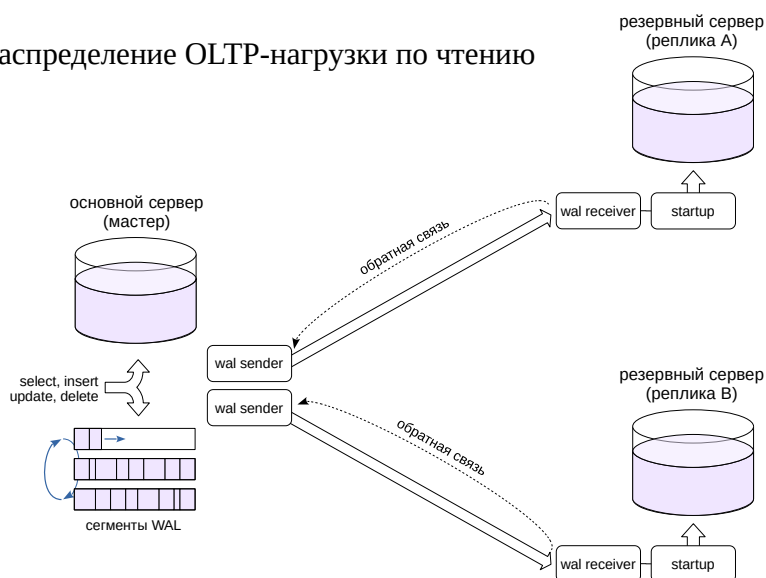 аспределение OLTP-нагрузки по чтению
резервный сервер
(реплика A)
основной сервер
(мастер)
обратная связь
wal receiver
startup
wal sender
wal sender
select, insert
update, delete
сегменты WAL
обратная связь
резервный сервер
(реплика B)
wal receiver
startup